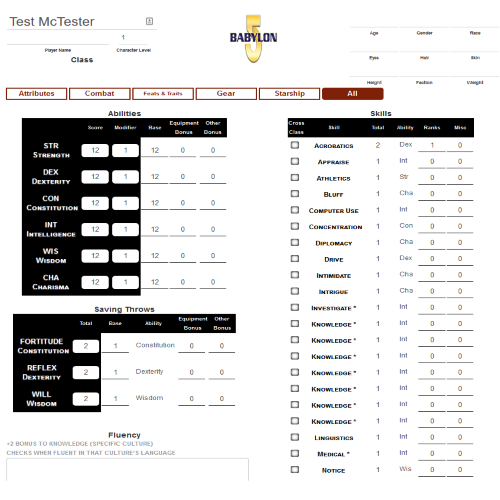 Test McTester
1
Player Name Character Level
Class
BABYLON 5
Age Gender Race
Eyes Hair Skin
Height Faction Weight
Attributes Combat Feats & Traits Gear Starship All
Abilities
Score Modifier Base Equipment Bonus Other Bonus
STR STRENGTH 12 1 12 0 0
DEX DEXTERITY 12 1 12 0 0
CON CONSTITUTION 12 1 12 0 0
INT INTELLIGENCE 12 1 12 0 0
WIS WISDOM 12 1 12 0 0
CHA CHARISMA 12 1 12 0 0
Saving Throws
Total Base Ability Equipment Bonus Other Bonus
FORTITUDE CONSTITUTION 2 1 Constitution 0 0
REFLEX DEXTERITY 2 1 Dexterity 0 0
WILL WISDOM 2 1 Wisdom 0 0
Fluency
+2 BONUS TO KNOWLEDGE (SPECIFIC CULTURE)
CHECKS WHEN FLUENT IN THAT CULTURE'S LANGUAGE
Skills
Cross Class Skill Total Ability Ranks Misc
ACROBATICS 2 Dex 1 0
APPRAISE 1 Int 0 0
ATHLETICS 1 Str 0 0
BLUFF 1 Cha 0 0
COMPUTER USE 1 Int 0 0
CONCENTRATION 1 Con 0 0
DIPLOMACY 1 Cha 0 0
DRIVE 1 Dex 0 0
INTIMIDATE 1 Cha 0 0
INTRIGUE 1 Cha 0 0
INVESTIGATE * 1 Int 0 0
KNOWLEDGE * 1 Int 0 0
KNOWLEDGE * 1 Int 0 0
KNOWLEDGE * 1 Int 0 0
KNOWLEDGE * 1 Int 0 0
KNOWLEDGE * 1 Int 0 0
KNOWLEDGE * 1 Int 0 0
KNOWLEDGE * 1 Int 0 0
LINGUISTICS 1 Int 0 0
MEDICAL * 1 Int 0 0
NOTICE 1 Wis 0 0